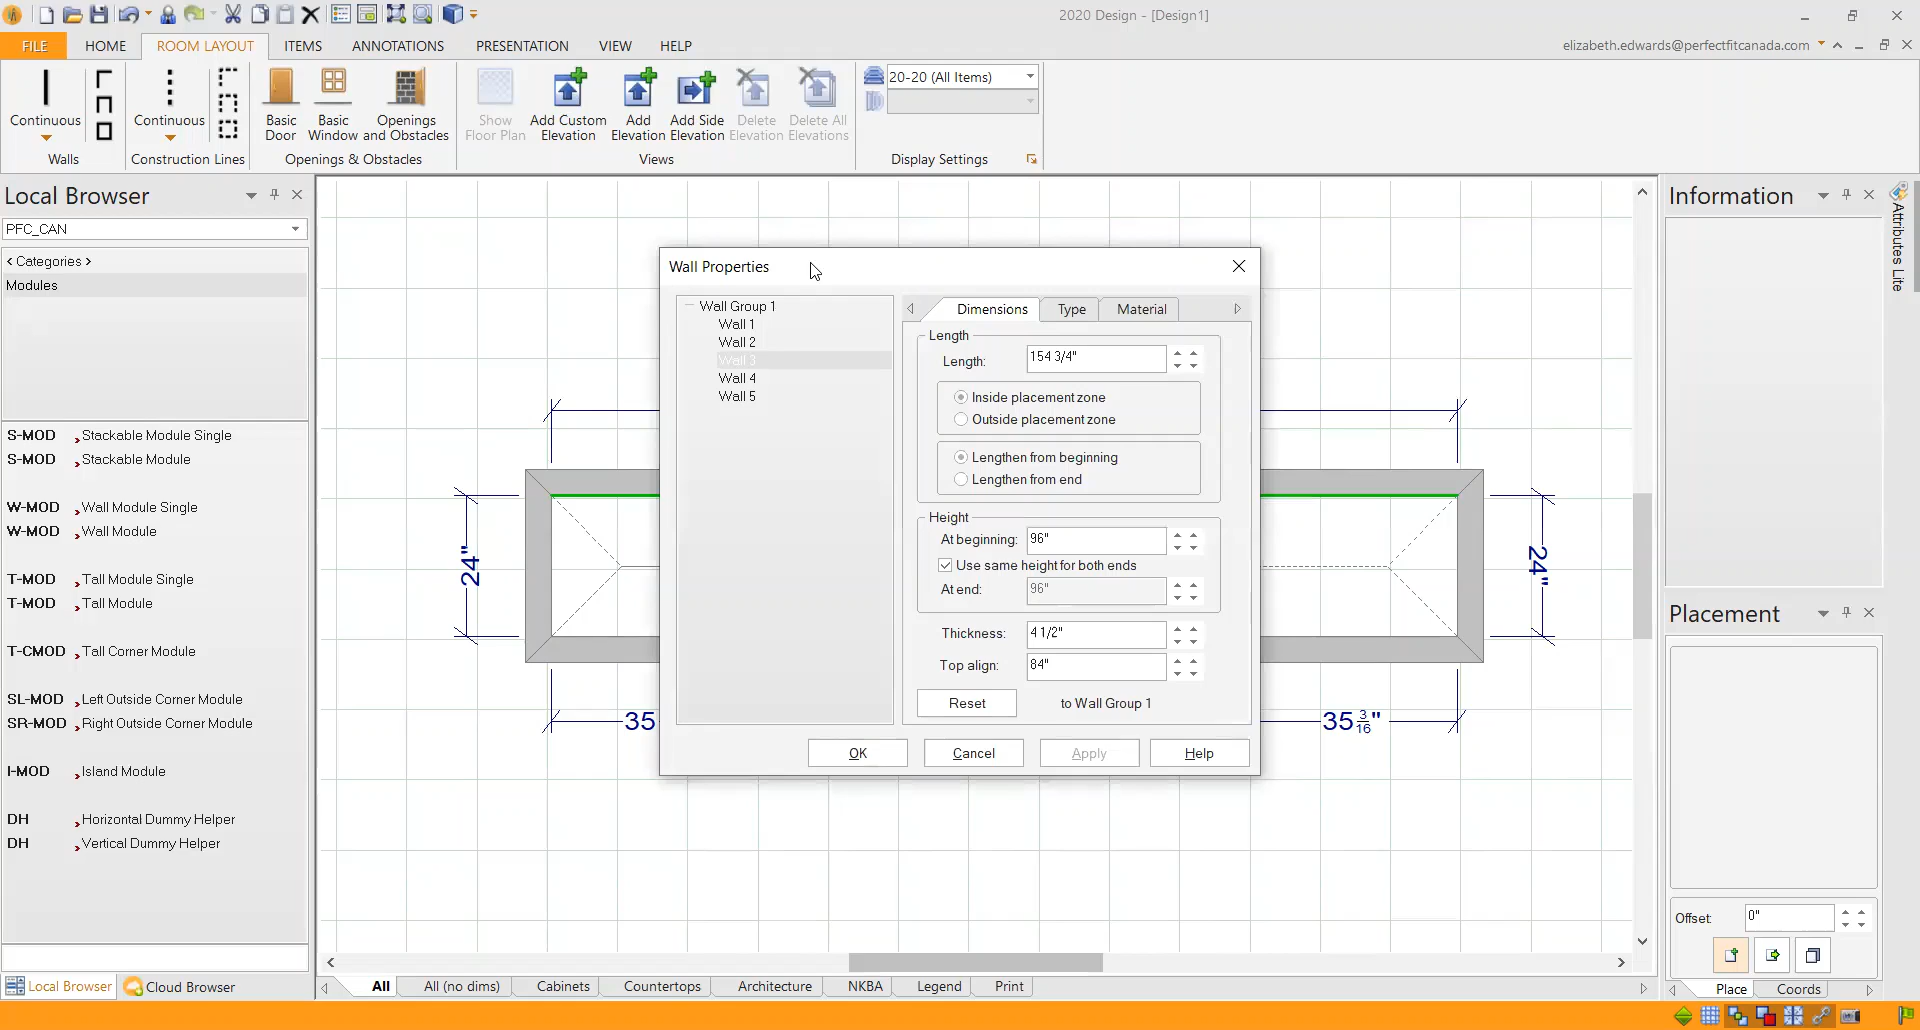 2020 Design - [Design1]
FILE HOME ROOM LAYOUT ITEMS ANNOTATIONS PRESENTATION VIEW HELP
elizabeth.edwards@perfectfitcanada.com
Continuous
Walls
Continuous
Construction Lines
Basic Door
Basic Window
Openings and Obstacles
Openings & Obstacles
Show Floor Plan
Add Custom Elevation
Add Elevation
Add Side Elevation
Delete Elevation
Delete All Elevations
Views
20-20 (All Items)
Display Settings
Local Browser
PFC_CAN
< Categories >
Modules
S-MOD Stackable Module Single
S-MOD Stackable Module
W-MOD Wall Module Single
W-MOD Wall Module
T-MOD Tall Module Single
T-MOD Tall Module
T-CMOD Tall Corner Module
SL-MOD Left Outside Corner Module
SR-MOD Right Outside Corner Module
I-MOD Island Module
DH Horizontal Dummy Helper
DH Vertical Dummy Helper
Local Browser Cloud Browser
24"
35
Wall Properties
Wall Group 1
Wall 1
Wall 2
Wall 3
Wall 4
Wall 5
Dimensions Type Material
Length
Length: 154 3/4"
Inside placement zone
Outside placement zone
Lengthen from beginning
Lengthen from end
Height
At beginning: 96"
Use same height for both ends
At end: 96"
Thickness: 4 1/2"
Top align: 84"
Reset to Wall Group 1
OK Cancel Apply Help
24"
35 3/16"
All All (no dims) Cabinets Countertops Architecture NKBA Legend Print
Information
Attributes Lite
Placement
Offset: 0"
Place Coords